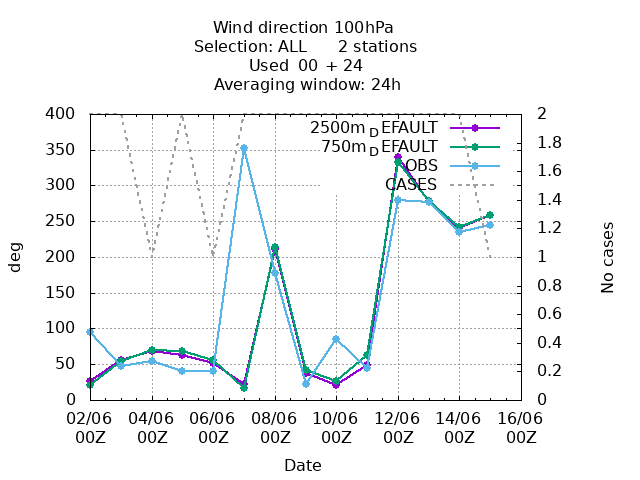 Wind direction 100hPa
Selection: ALL 2 stations
Used 00 + 24
Averaging window: 24h
400
350
300
250
200
150
100
50
0
deg
2500m_DEFAULT
750m_DEFAULT
OBS
CASES
2
1.8
1.6
1.4
1.2
1
0.8
0.6
0.4
0.2
0
No cases
02/06 04/06 06/06 08/06 10/06 12/06 14/06 16/06
00Z 00Z 00Z 00Z 00Z 00Z 00Z 00Z
Date